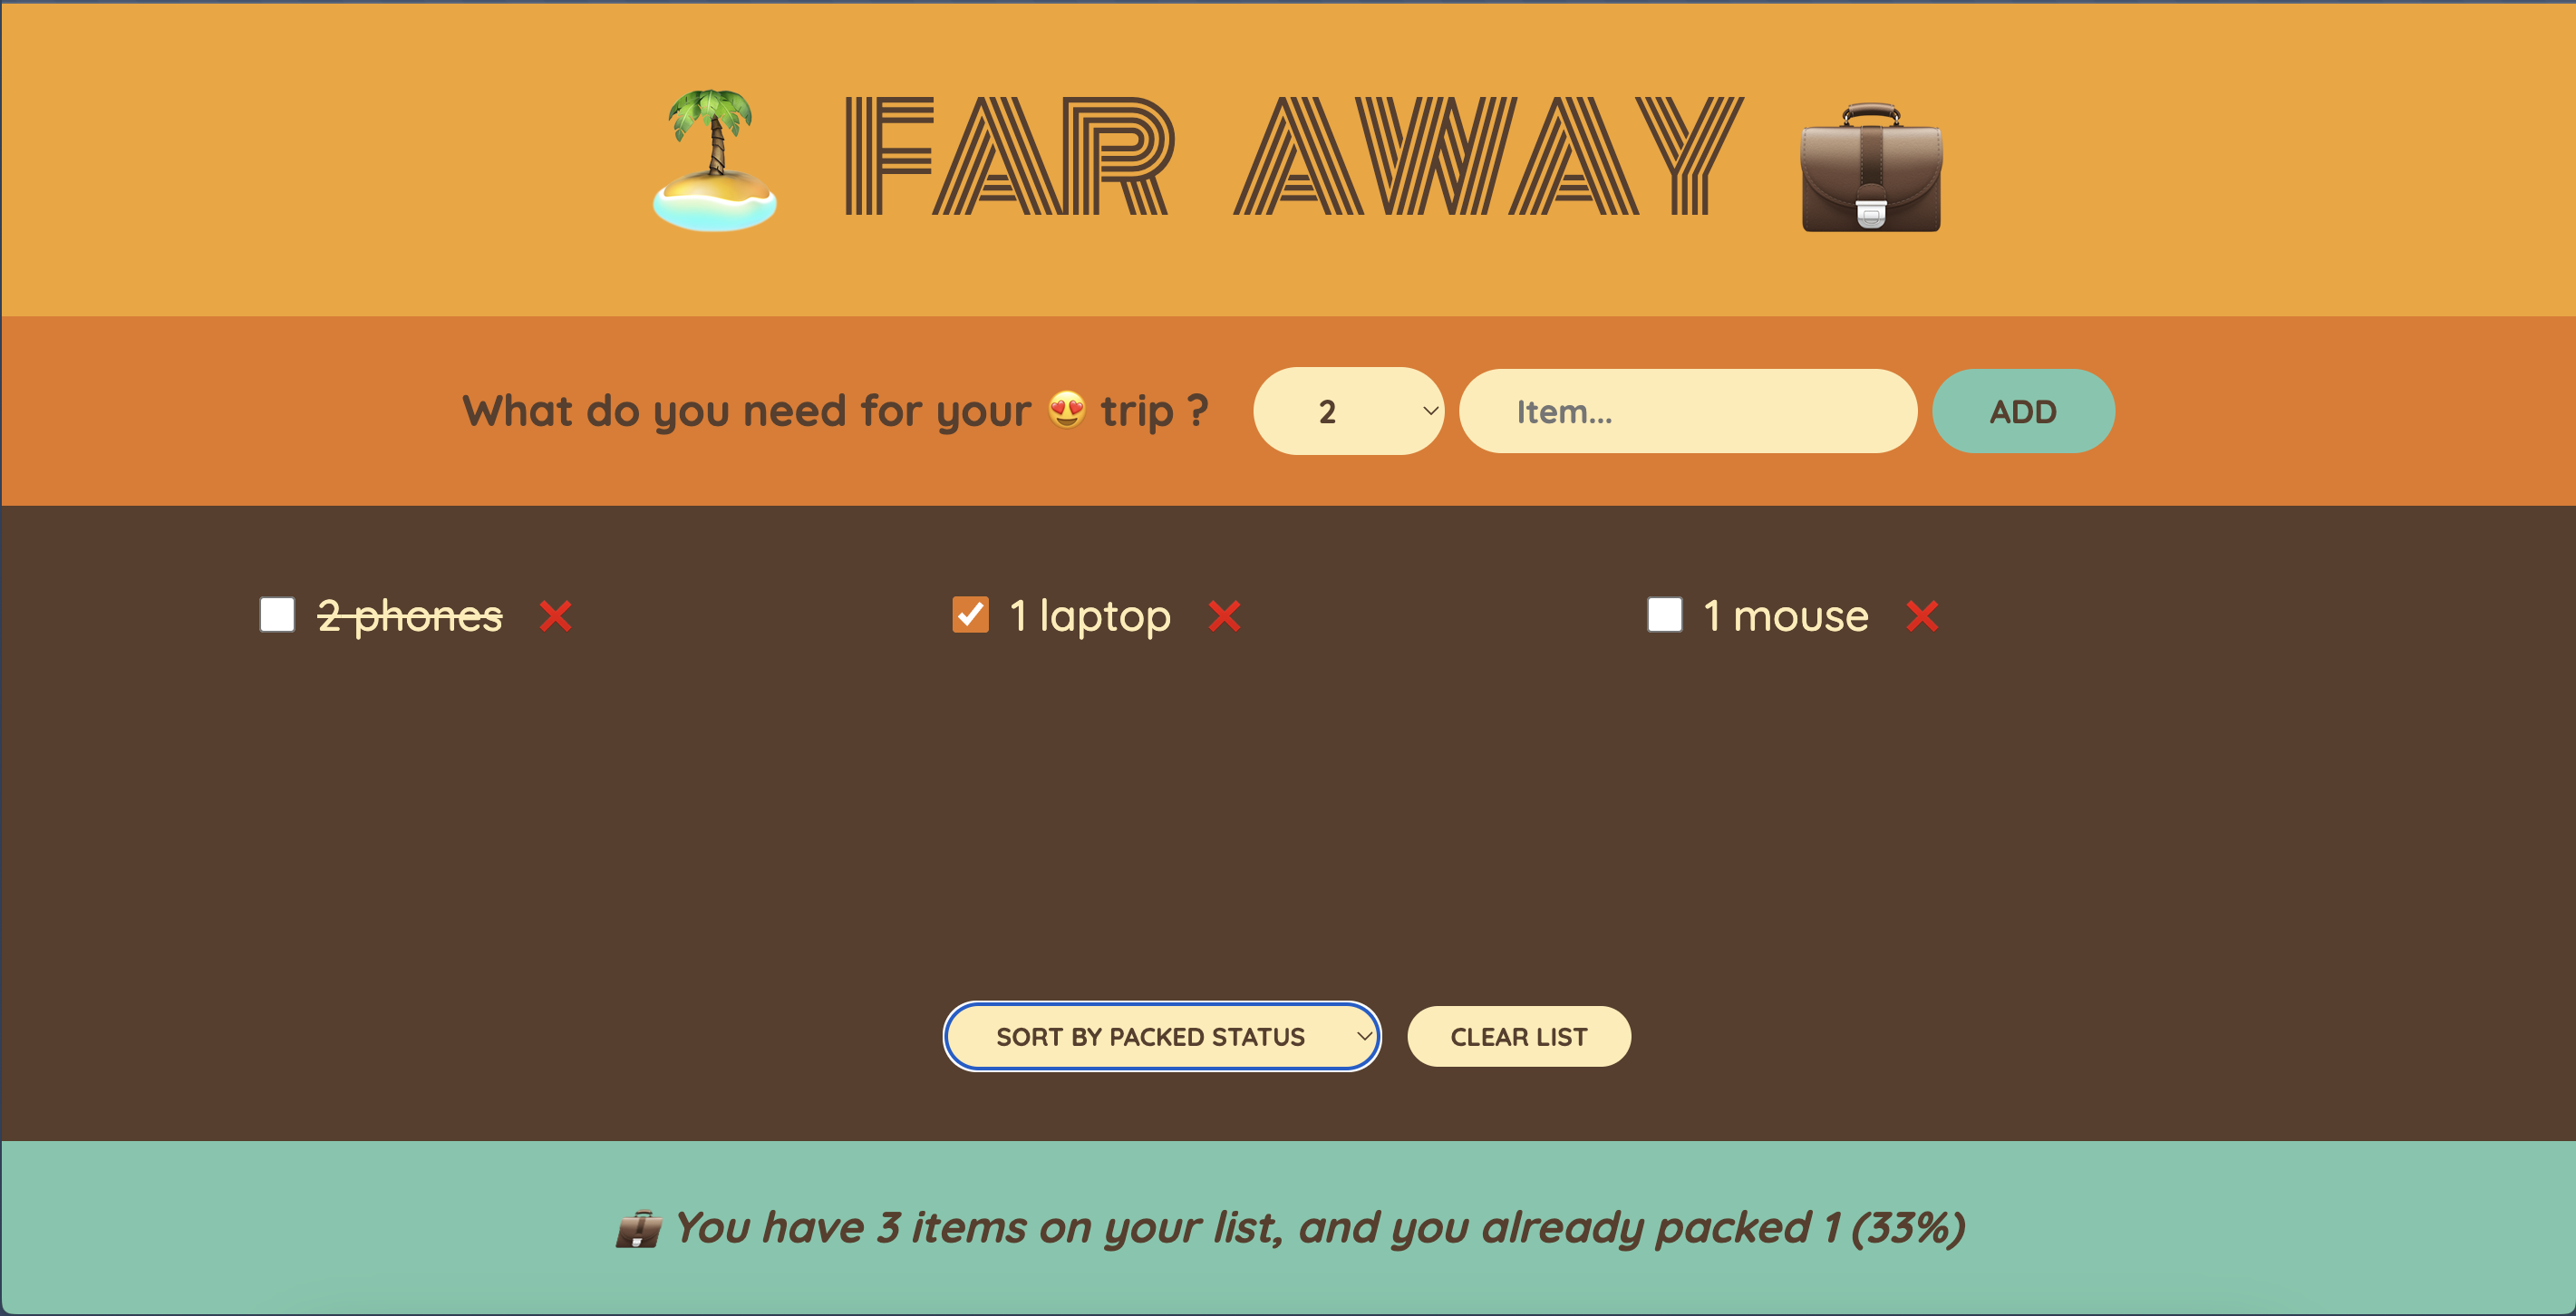 🏝️ FAR AWAY 💼
What do you need for your 😍 trip ? 2 Item... ADD
2 phones ❌ 1 laptop ❌ 1 mouse ❌
SORT BY PACKED STATUS CLEAR LIST
💼 You have 3 items on your list, and you already packed 1 (33%)